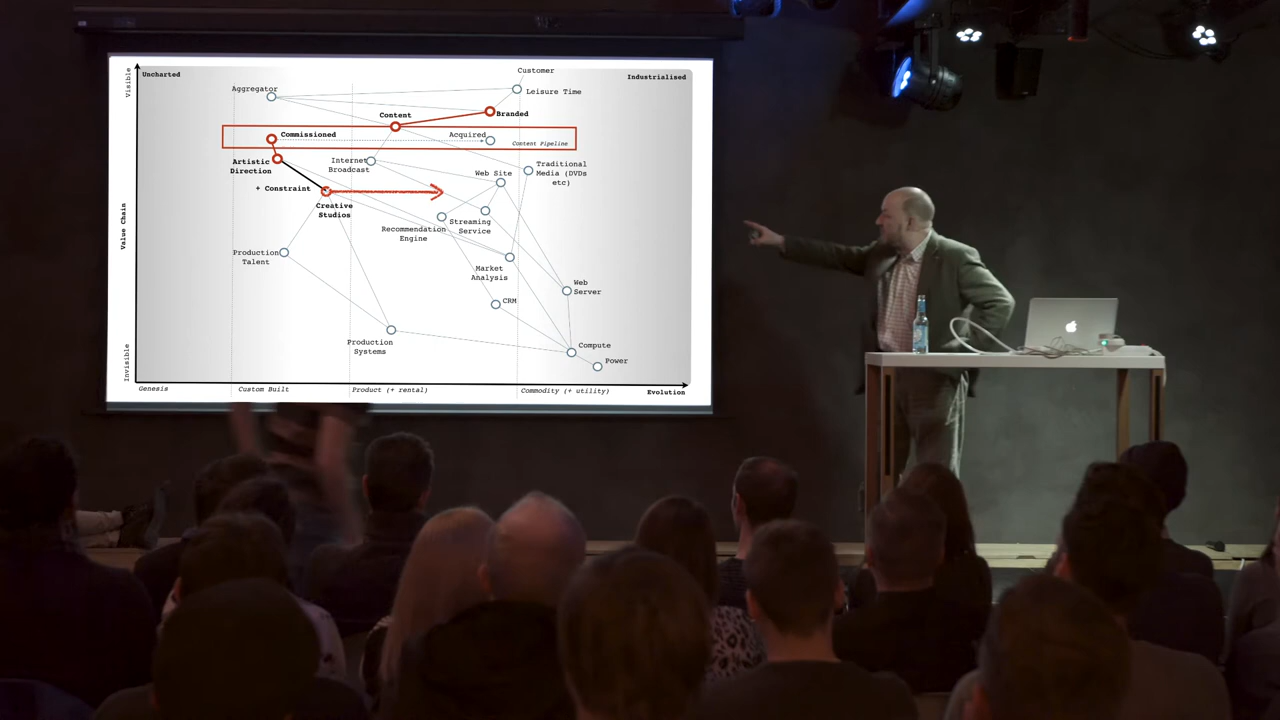 Customer
Uncharted
Industrialised
Visible
Aggregator
Leisure Time
Content
Branded
Commissioned
Acquired
Content Pipeline
Artistic
Direction
Internet
Broadcast
Web Site
Traditional
Media (DVDs
etc)
+ Constraint
Creative
Studios
Value Chain
Recommendation
Engine
Streaming
Service
Production
Talent
Market
Analysis
Web
Server
CRM
Production
Systems
Compute
Power
Invisible
Genesis
Custom Built
Product (+ rental)
Commodity (+ utility)
Evolution